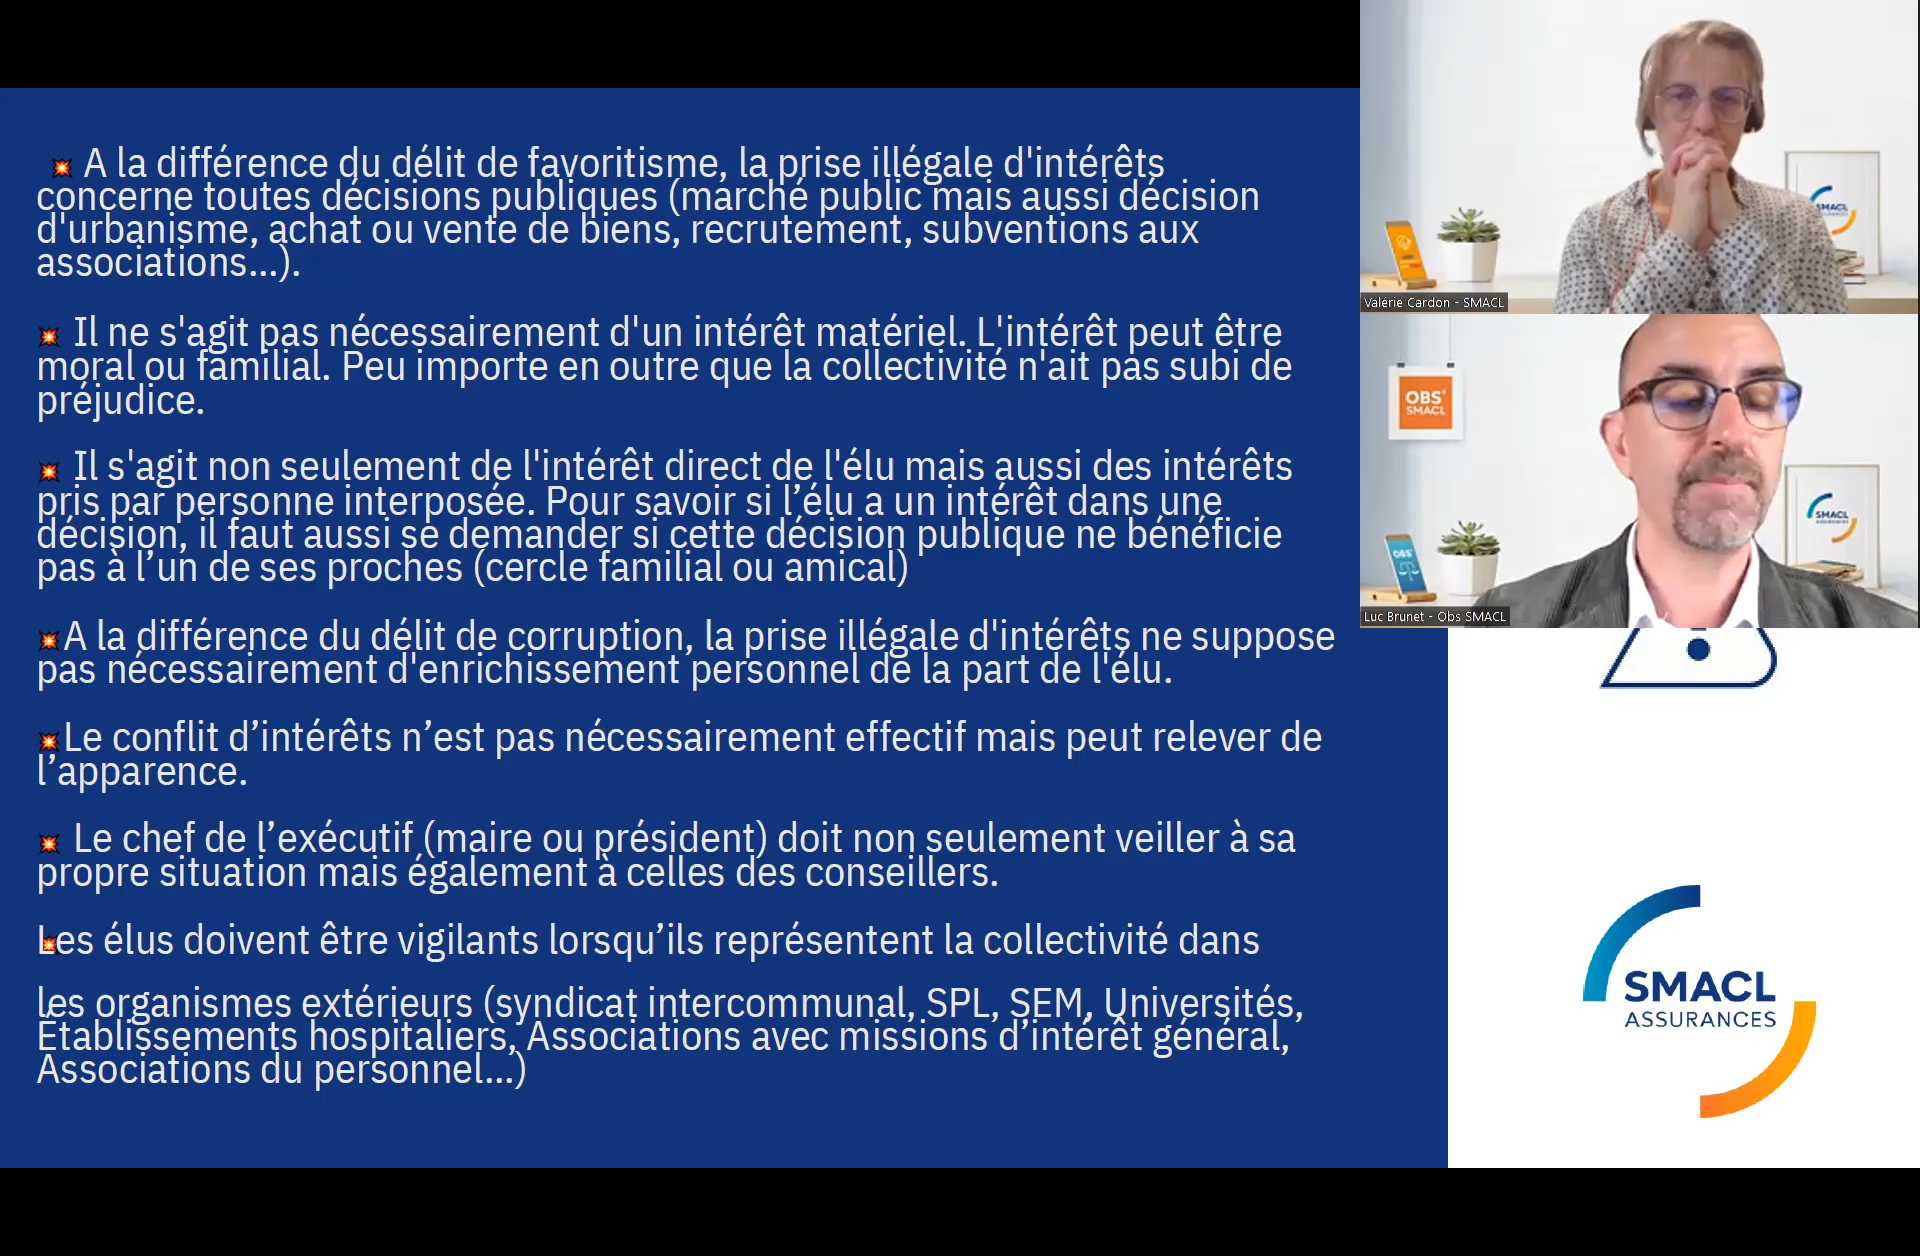 A la différence du délit de favoritisme, la prise illégale d'intérêts
concerne toutes décisions publiques (marché public mais aussi décision
d'urbanisme, achat ou vente de biens, recrutement, subventions aux
associations...).
Il ne s'agit pas nécessairement d'un intérêt matériel. L'intérêt peut être
moral ou familial. Peu importe en outre que la collectivité n'ait pas subi de
préjudice.
Il s'agit non seulement de l'intérêt direct de l'élu mais aussi des intérêts
pris par personne interposée. Pour savoir si l’élu a un intérêt dans une
décision, il faut aussi se demander si cette décision publique ne bénéficie
pas à l’un de ses proches (cercle familial ou amical)
A la différence du délit de corruption, la prise illégale d'intérêts ne suppose
pas nécessairement d'enrichissement personnel de la part de l'élu.
Le conflit d’intérêts n’est pas nécessairement effectif mais peut relever de
l’apparence.
Le chef de l’exécutif (maire ou président) doit non seulement veiller à sa
propre situation mais également à celles des conseillers.
Les élus doivent être vigilants lorsqu’ils représentent la collectivité dans
les organismes extérieurs (syndicat intercommunal, SPL, SEM, Universités,
Établissements hospitaliers, Associations avec missions d’intérêt général,
Associations du personnel...)
SMACL
ASSURANCES
Valérie Cardon - SMACL
OBS'
SMACL
SMACL
ASSURANCES
OBS'
Luc Brunet - Obs SMACL
SMACL
ASSURANCES